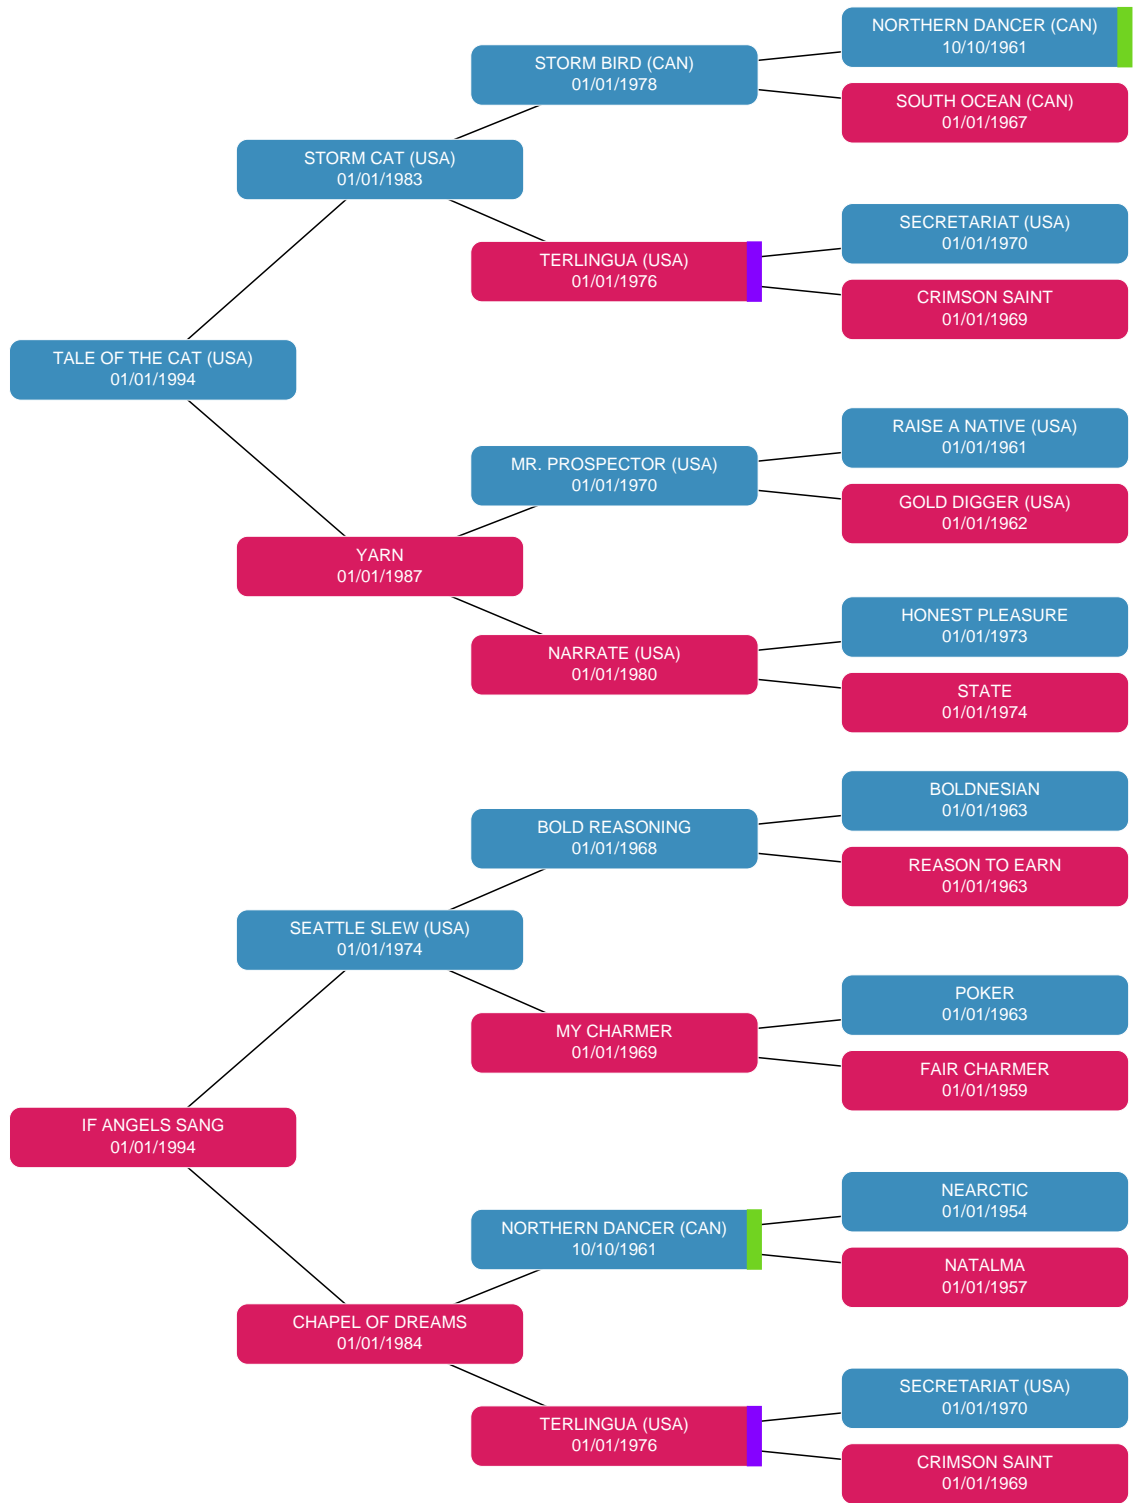 NORTHERN DANCER (CAN)
10/10/1961
STORM BIRD (CAN)
01/01/1978
SOUTH OCEAN (CAN)
01/01/1967
STORM CAT (USA)
01/01/1983
SECRETARIAT (USA)
01/01/1970
TERLINGUA (USA)
01/01/1976
CRIMSON SAINT
01/01/1969
TALE OF THE CAT (USA)
01/01/1994
RAISE A NATIVE (USA)
01/01/1961
MR. PROSPECTOR (USA)
01/01/1970
GOLD DIGGER (USA)
01/01/1962
YARN
01/01/1987
HONEST PLEASURE
01/01/1973
NARRATE (USA)
01/01/1980
STATE
01/01/1974
BOLDNESIAN
01/01/1963
BOLD REASONING
01/01/1968
REASON TO EARN
01/01/1963
SEATTLE SLEW (USA)
01/01/1974
POKER
01/01/1963
MY CHARMER
01/01/1969
FAIR CHARMER
01/01/1959
IF ANGELS SANG
01/01/1994
NEARCTIC
01/01/1954
NORTHERN DANCER (CAN)
10/10/1961
NATALMA
01/01/1957
CHAPEL OF DREAMS
01/01/1984
SECRETARIAT (USA)
01/01/1970
TERLINGUA (USA)
01/01/1976
CRIMSON SAINT
01/01/1969